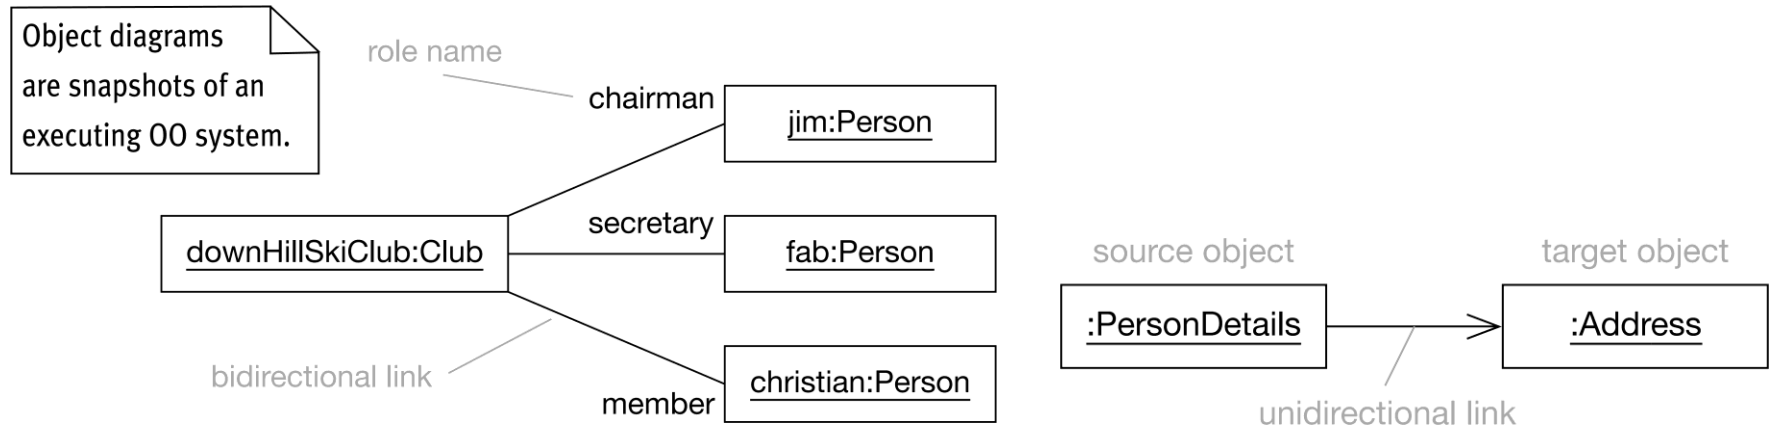 Object diagrams
are snapshots of an
executing OO system.
role name
chairman
jim:Person
secretary
downHillSkiClub:Club
fab:Person
bidirectional link
christian:Person
member
source object
target object
:PersonDetails
:Address
unidirectional link